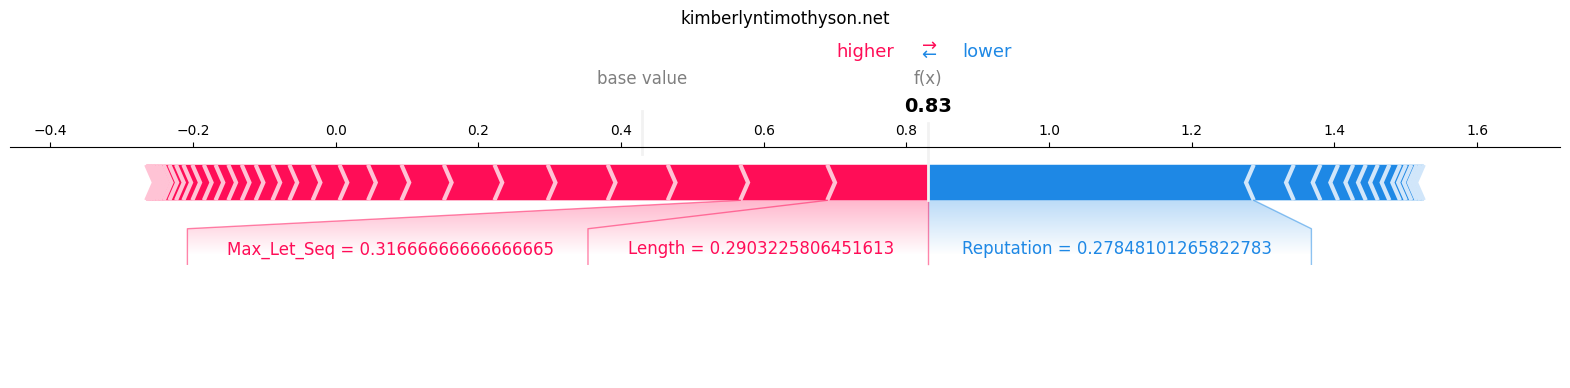 kimberlyntimothyson.net
higher → ← lower
base value f(x)
0.83
−0.4 −0.2 0.0 0.2 0.4 0.6 0.8 1.0 1.2 1.4 1.6
Max_Let_Seq = 0.31666666666666665 Length = 0.2903225806451613 Reputation = 0.27848101265822783